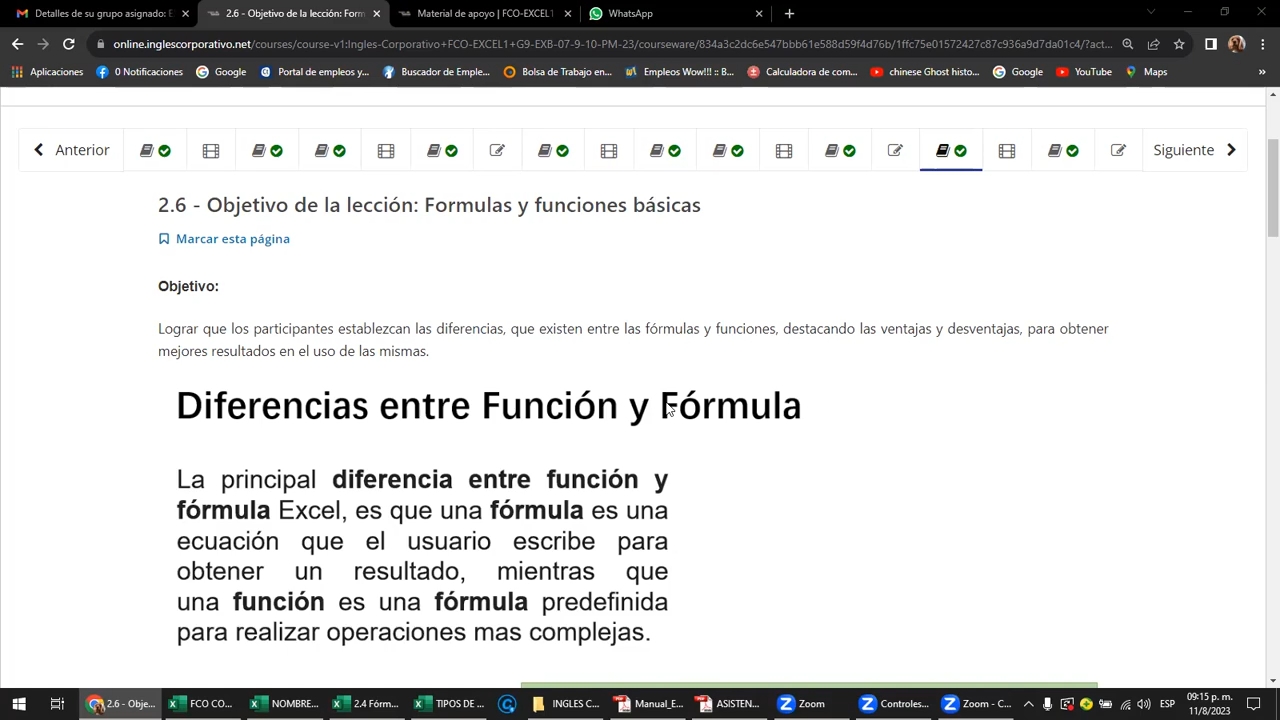 Detalles de su grupo asignado: E
2.6 - Objetivo de la lección: Form
Material de apoyo | FCO-EXCEL1
WhatsApp
online.inglescorporativo.net/courses/course-v1:Ingles-Corporativo+FCO-EXCEL1+G9-EXB-07-9-10-PM-23/courseware/834a3c2dc6e547bbb61e588d59f4d76b/1ffc75e01572427c87c936a9d7da01c4/?act...
Aplicaciones
0 Notificaciones
Google
Portal de empleos y...
Buscador de Emple...
Bolsa de Trabajo en...
Empleos Wow!!! :: B...
Calculadora de com...
chinese Ghost histo...
Google
YouTube
Maps
»
Anterior
Siguiente
2.6 - Objetivo de la lección: Formulas y funciones básicas
Marcar esta página
Objetivo:
Lograr que los participantes establezcan las diferencias, que existen entre las fórmulas y funciones, destacando las ventajas y desventajas, para obtener
mejores resultados en el uso de las mismas.
Diferencias entre Función y Fórmula
La principal diferencia entre función y
fórmula Excel, es que una fórmula es una
ecuación que el usuario escribe para
obtener un resultado, mientras que
una función es una fórmula predefinida
para realizar operaciones mas complejas.
2.6 - Obje...
FCO CO...
NOMBRE...
2.4 Fórm...
TIPOS DE ...
INGLES C...
Manual_E...
ASISTEN...
Zoom
Controles...
Zoom - C...
ESP
09:15 p. m.
11/8/2023